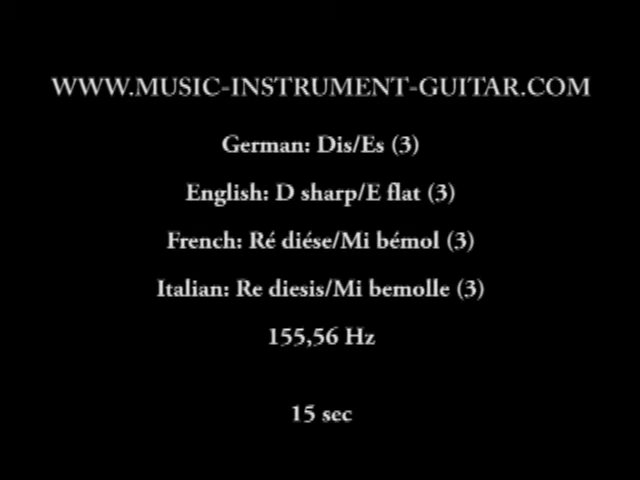 WWW.MUSIC-INSTRUMENT-GUITAR.COM
German: Dis/Es (3)
English: D sharp/E flat (3)
French: Ré diése/Mi bémol (3)
Italian: Re diesis/Mi bemolle (3)
155,56 Hz
15 sec